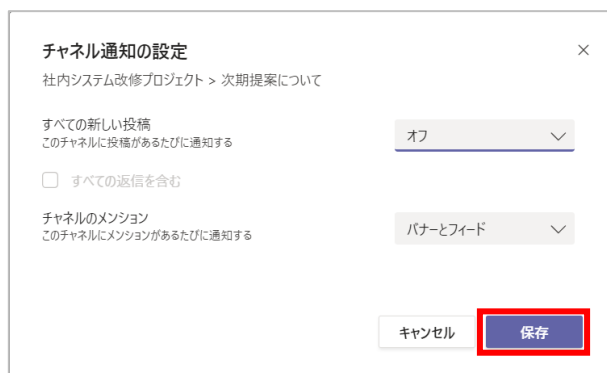 チャネル通知の設定
社内システム改修プロジェクト > 次期提案について
すべての新しい投稿
このチャネルに投稿があるたびに通知する
オフ
すべての返信を含む
チャネルのメンション
このチャネルにメンションがあるたびに通知する
バナーとフィード
キャンセル
保存